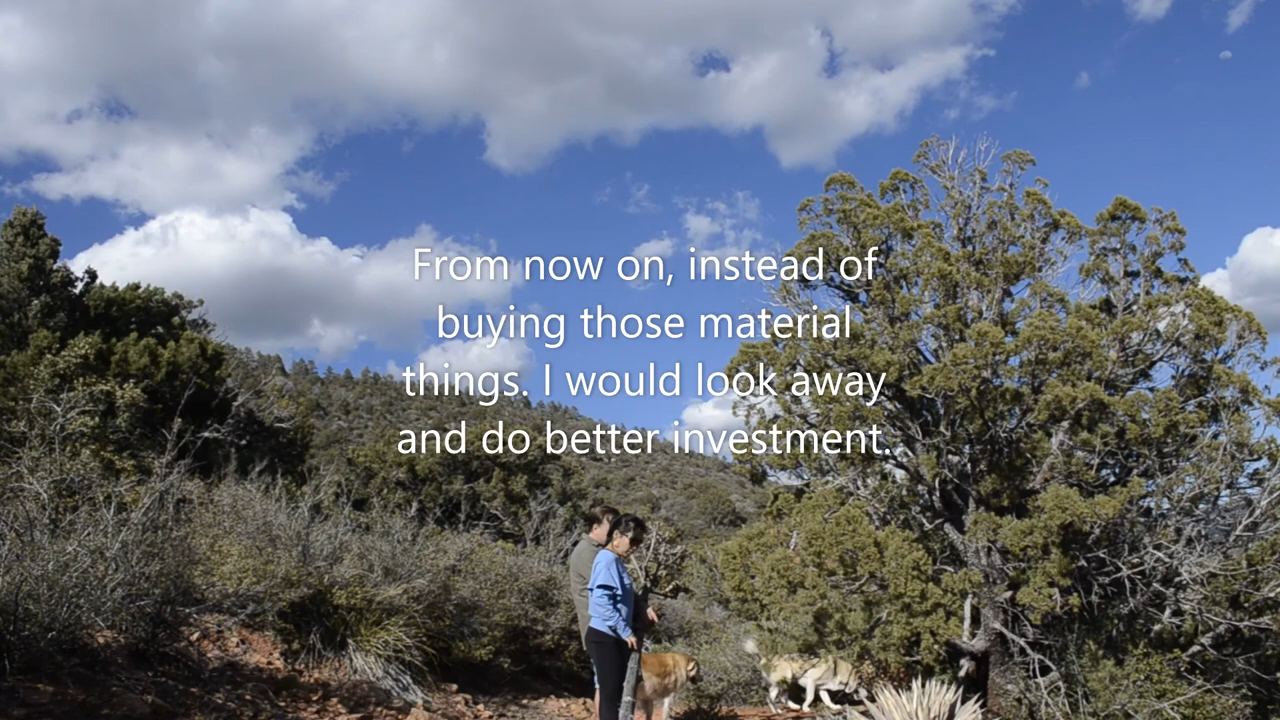 From now on, instead of
buying those material
things. I would look away
and do better investment.